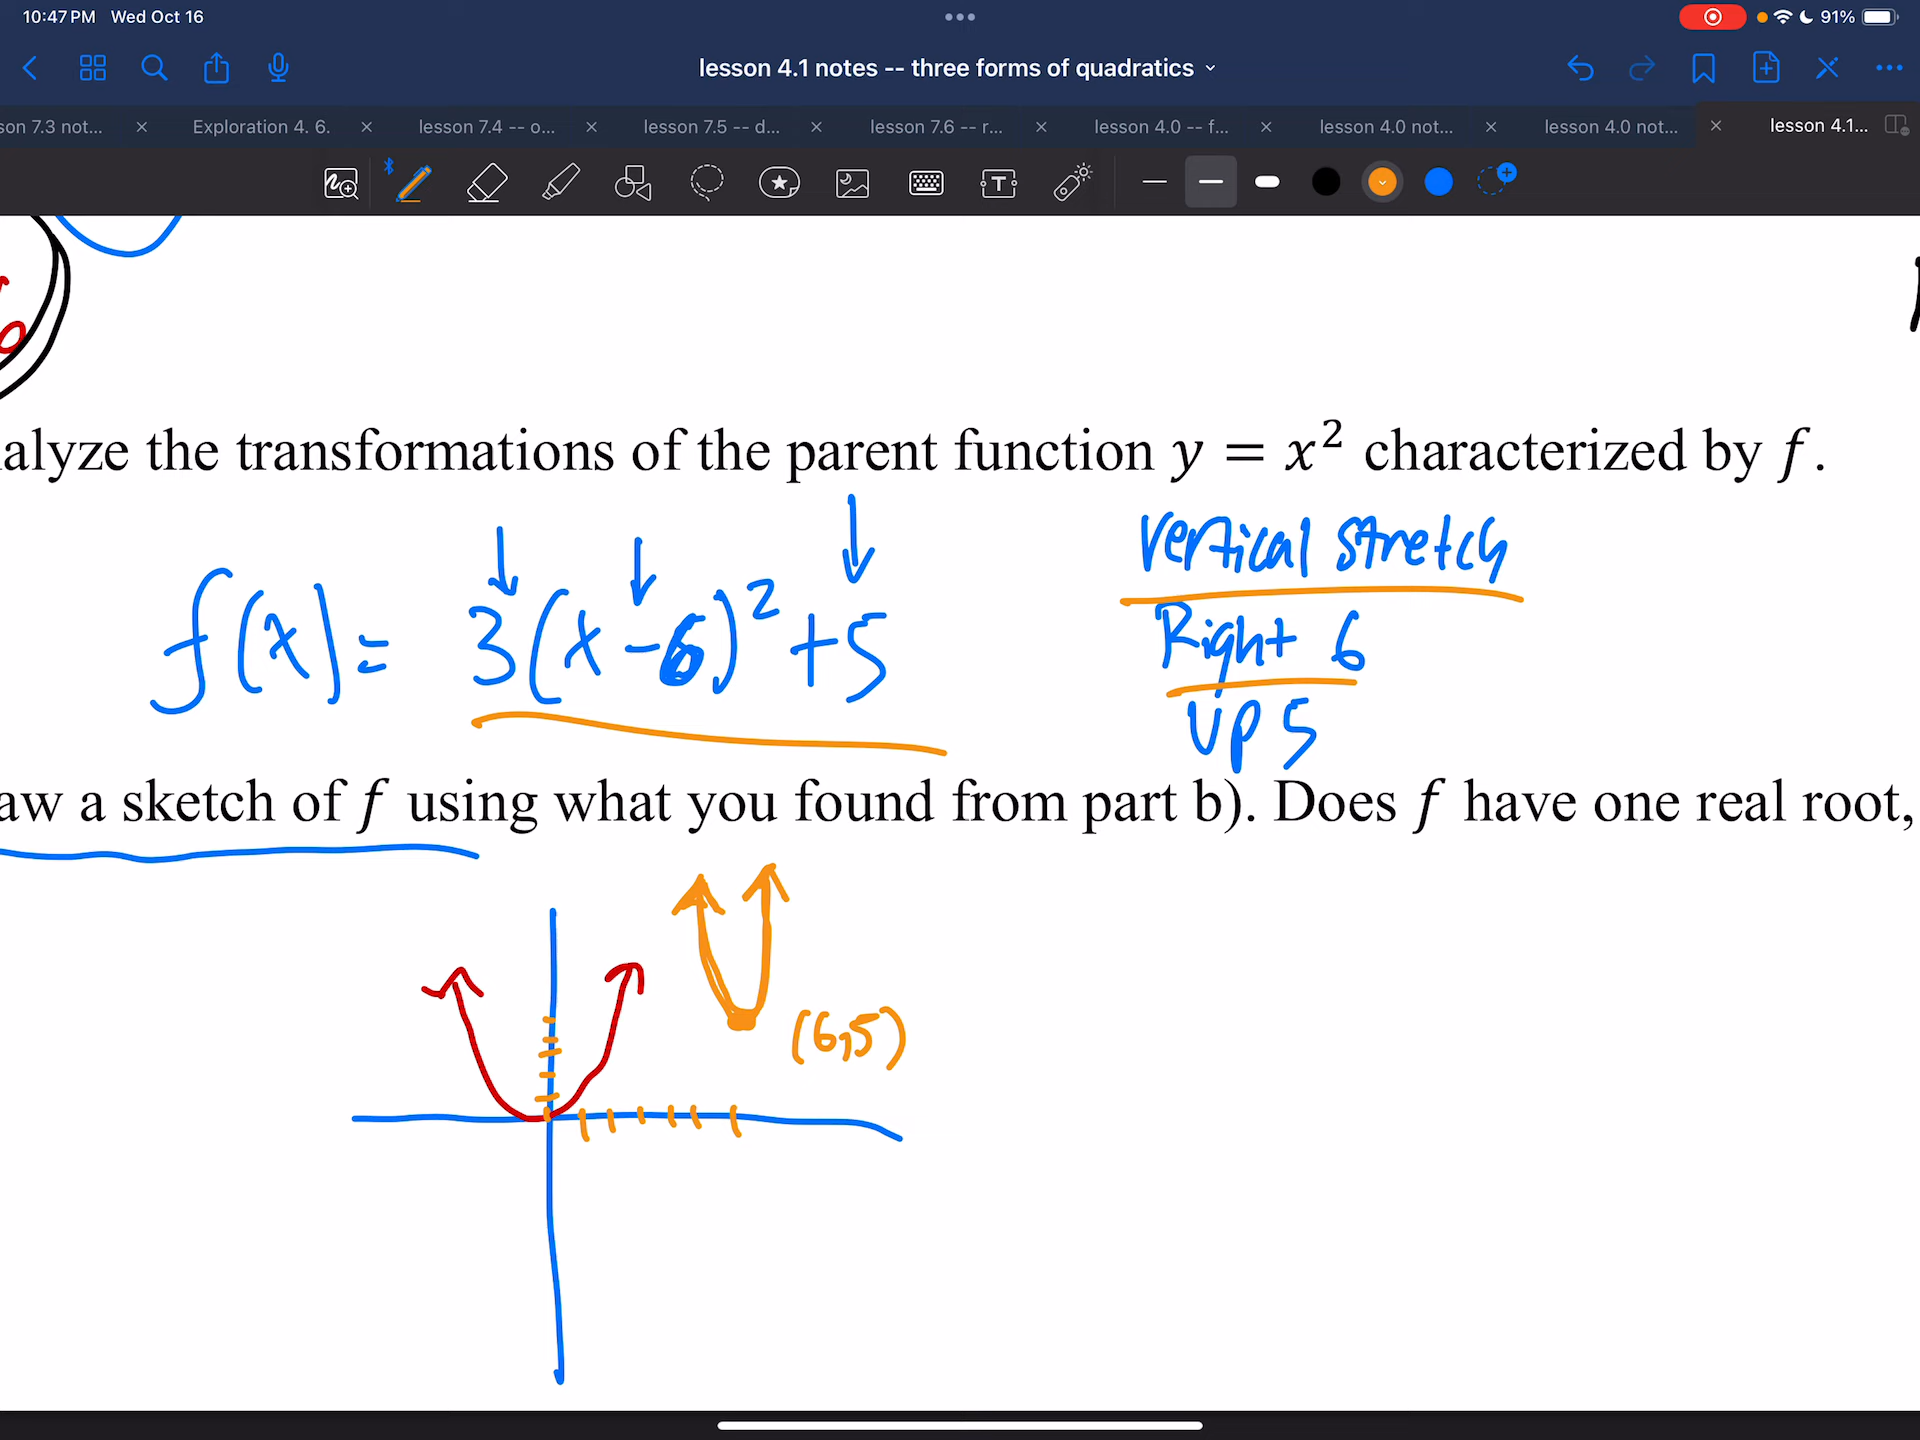 10:47 PM Wed Oct 16
91%
lesson 4.1 notes -- three forms of quadratics
son 7.3 not... Exploration 4. 6. lesson 7.4 -- o... lesson 7.5 -- d... lesson 7.6 -- r... lesson 4.0 -- f... lesson 4.0 not... lesson 4.0 not... lesson 4.1...
alyze the transformations of the parent function y = x² characterized by f.
f(x) = 3(x - 6)² + 5
Vertical stretch
Right 6
Up 5
aw a sketch of f using what you found from part b). Does f have one real root,
(6,5)